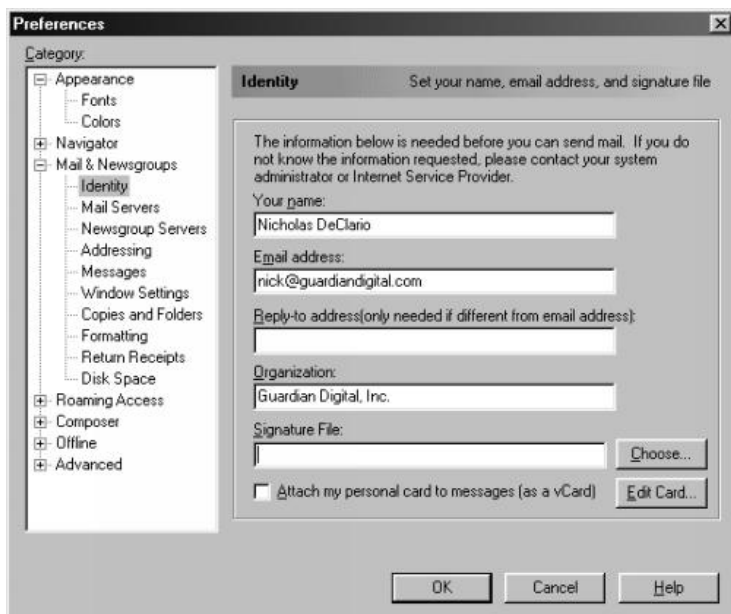 Preferences
Category:
Appearance
Fonts
Colors
Navigator
Mail & Newsgroups
Identity
Mail Servers
Newsgroup Servers
Addressing
Messages
Window Settings
Copies and Folders
Formatting
Return Receipts
Disk Space
Roaming Access
Composer
Offline
Advanced
Identity Set your name, email address, and signature file
The information below is needed before you can send mail. If you do
not know the information requested, please contact your system
administrator or Internet Service Provider.
Your name:
Nicholas DeClario
Email address:
nick@guardiandigital.com
Reply-to address(only needed if different from email address):
Organization:
Guardian Digital, Inc.
Signature File:
Choose...
Attach my personal card to messages (as a vCard) Edit Card...
OK Cancel Help